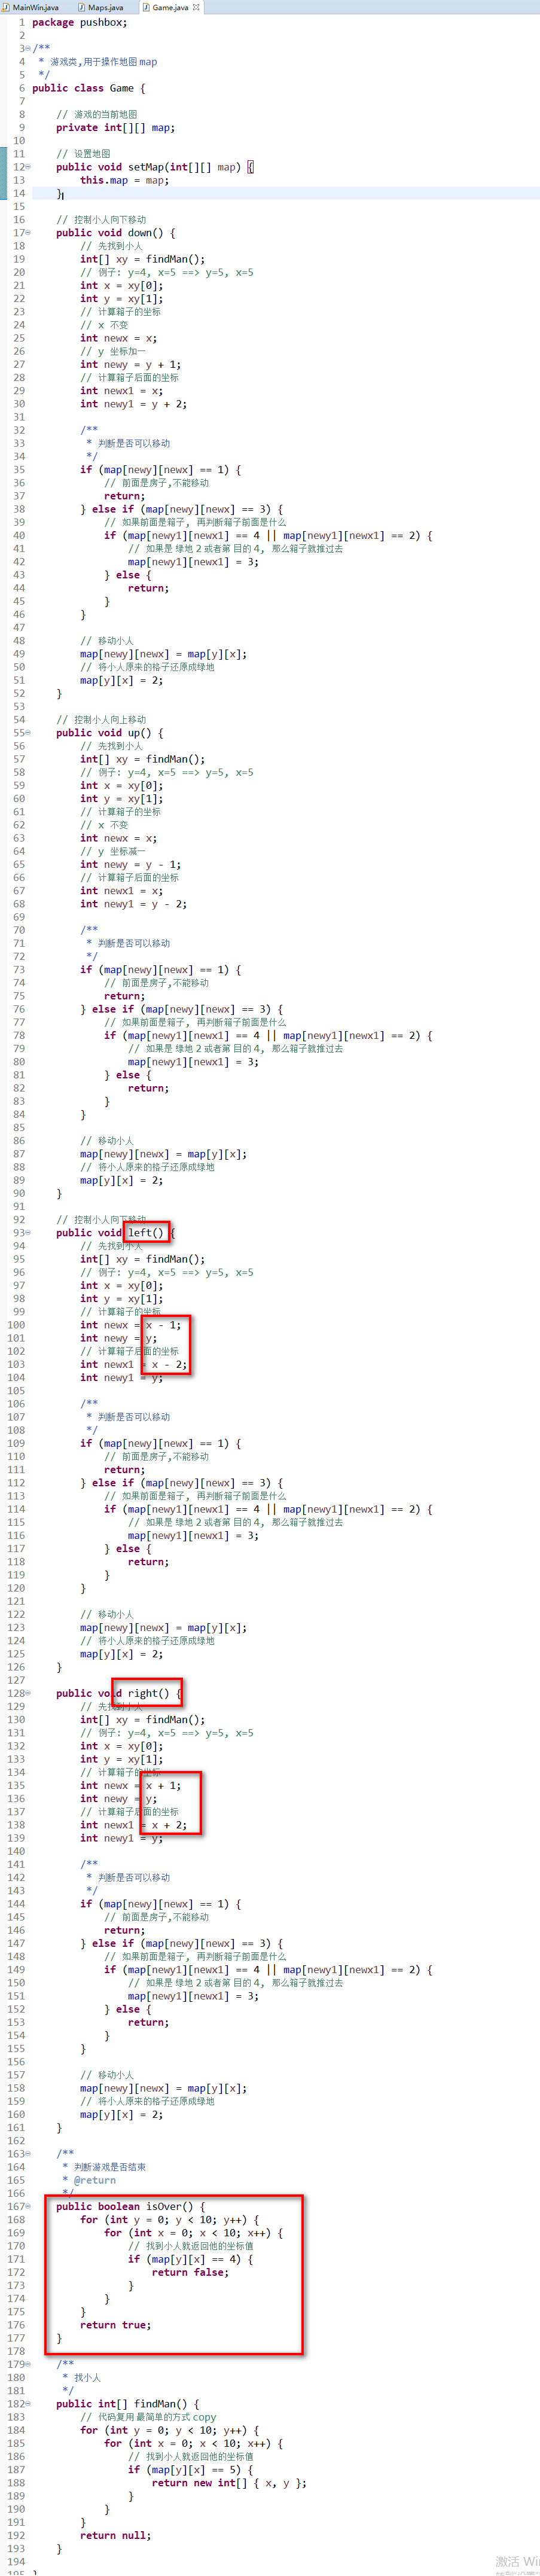 MainWin.java Maps.java Game.java
1 package pushbox;
2
3 /**
4 * 游戏类,用于操作地图 map
5 */
6 public class Game {
7
8 // 游戏的当前地图
9 private int[][] map;
10
11 // 设置地图
12 public void setMap(int[][] map) {
13 this.map = map;
14 }
15
16 // 控制小人向下移动
17 public void down() {
18 // 先找到小人
19 int[] xy = findMan();
20 // 例子: y=4, x=5 ==> y=5, x=5
21 int x = xy[0];
22 int y = xy[1];
23 // 计算箱子的坐标
24 // x 不变
25 int newx = x;
26 // y 坐标加一
27 int newy = y + 1;
28 // 计算箱子后面的坐标
29 int newx1 = x;
30 int newy1 = y + 2;
31
32 /**
33 * 判断是否可以移动
34 */
35 if (map[newy][newx] == 1) {
36 // 前面是房子,不能移动
37 return;
38 } else if (map[newy][newx] == 3) {
39 // 如果前面是箱子, 再判断箱子前面是什么
40 if (map[newy1][newx1] == 4 || map[newy1][newx1] == 2) {
41 // 如果是 绿地 2 或者第 目的 4, 那么箱子就推过去
42 map[newy1][newx1] = 3;
43 } else {
44 return;
45 }
46 }
47
48 // 移动小人
49 map[newy][newx] = map[y][x];
50 // 将小人原来的格子还原成绿地
51 map[y][x] = 2;
52 }
53
54 // 控制小人向上移动
55 public void up() {
56 // 先找到小人
57 int[] xy = findMan();
58 // 例子: y=4, x=5 ==> y=5, x=5
59 int x = xy[0];
60 int y = xy[1];
61 // 计算箱子的坐标
62 // x 不变
63 int newx = x;
64 // y 坐标减一
65 int newy = y - 1;
66 // 计算箱子后面的坐标
67 int newx1 = x;
68 int newy1 = y - 2;
69
70 /**
71 * 判断是否可以移动
72 */
73 if (map[newy][newx] == 1) {
74 // 前面是房子,不能移动
75 return;
76 } else if (map[newy][newx] == 3) {
77 // 如果前面是箱子, 再判断箱子前面是什么
78 if (map[newy1][newx1] == 4 || map[newy1][newx1] == 2) {
79 // 如果是 绿地 2 或者第 目的 4, 那么箱子就推过去
80 map[newy1][newx1] = 3;
81 } else {
82 return;
83 }
84 }
85
86 // 移动小人
87 map[newy][newx] = map[y][x];
88 // 将小人原来的格子还原成绿地
89 map[y][x] = 2;
90 }
91
92 // 控制小人向下移动
93 public void left() {
94 // 先找到小人
95 int[] xy = findMan();
96 // 例子: y=4, x=5 ==> y=5, x=5
97 int x = xy[0];
98 int y = xy[1];
99 // 计算箱子的坐标
100 int newx = x - 1;
101 int newy = y;
102 // 计算箱子后面的坐标
103 int newx1 = x - 2;
104 int newy1 = y;
105
106 /**
107 * 判断是否可以移动
108 */
109 if (map[newy][newx] == 1) {
110 // 前面是房子,不能移动
111 return;
112 } else if (map[newy][newx] == 3) {
113 // 如果前面是箱子, 再判断箱子前面是什么
114 if (map[newy1][newx1] == 4 || map[newy1][newx1] == 2) {
115 // 如果是 绿地 2 或者第 目的 4, 那么箱子就推过去
116 map[newy1][newx1] = 3;
117 } else {
118 return;
119 }
120 }
121
122 // 移动小人
123 map[newy][newx] = map[y][x];
124 // 将小人原来的格子还原成绿地
125 map[y][x] = 2;
126 }
127
128 public void right() {
129 // 先找到小人
130 int[] xy = findMan();
131 // 例子: y=4, x=5 ==> y=5, x=5
132 int x = xy[0];
133 int y = xy[1];
134 // 计算箱子的坐标
135 int newx = x + 1;
136 int newy = y;
137 // 计算箱子后面的坐标
138 int newx1 = x + 2;
139 int newy1 = y;
140
141 /**
142 * 判断是否可以移动
143 */
144 if (map[newy][newx] == 1) {
145 // 前面是房子,不能移动
146 return;
147 } else if (map[newy][newx] == 3) {
148 // 如果前面是箱子, 再判断箱子前面是什么
149 if (map[newy1][newx1] == 4 || map[newy1][newx1] == 2) {
150 // 如果是 绿地 2 或者第 目的 4, 那么箱子就推过去
151 map[newy1][newx1] = 3;
152 } else {
153 return;
154 }
155 }
156
157 // 移动小人
158 map[newy][newx] = map[y][x];
159 // 将小人原来的格子还原成绿地
160 map[y][x] = 2;
161 }
162
163 /**
164 * 判断游戏是否结束
165 * @return
166 */
167 public boolean isOver() {
168 for (int y = 0; y < 10; y++) {
169 for (int x = 0; x < 10; x++) {
170 // 找到小人就返回他的坐标值
171 if (map[y][x] == 4) {
172 return false;
173 }
174 }
175 }
176 return true;
177 }
178
179 /**
180 * 找小人
181 */
182 public int[] findMan() {
183 // 代码复用 最简单的方式 copy
184 for (int y = 0; y < 10; y++) {
185 for (int x = 0; x < 10; x++) {
186 // 找到小人就返回他的坐标值
187 if (map[y][x] == 5) {
188 return new int[] { x, y };
189 }
190 }
191 }
192 return null;
193 }
194
激活 Win
195 }